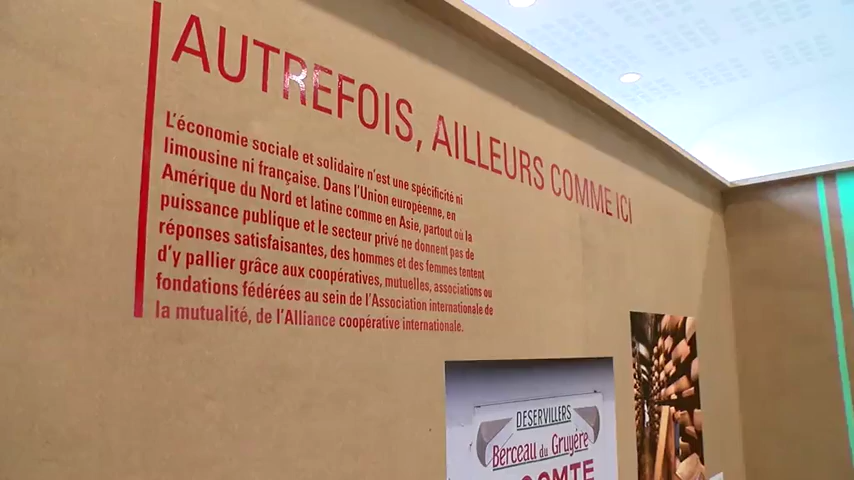 AUTREFOIS, AILLEURS COMME ICI
L'économie sociale et solidaire n'est une spécificité ni
limousine ni française. Dans l'Union européenne, en
Amérique du Nord et latine comme en Asie, partout où la
puissance publique et le secteur privé ne donnent pas de
réponses satisfaisantes, des hommes et des femmes tentent
d'y pallier grâce aux coopératives, mutuelles, associations ou
fondations fédérées au sein de l'Association internationale de
la mutualité, de l'Alliance coopérative internationale.
DESERVILLERS
Berceau du Gruyère
COMTE